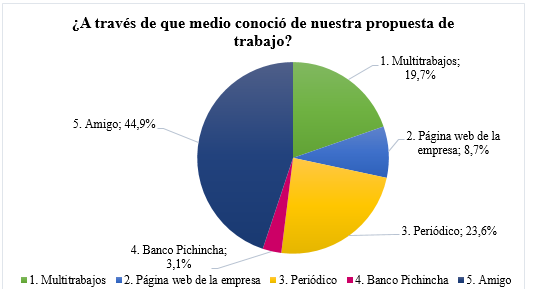 ¿A través de que medio conoció de nuestra propuesta de
trabajo?
1. Multitrabajos;
19,7%
2. Página web de la
empresa; 8,7%
3. Periódico; 23,6%
4. Banco Pichincha;
3,1%
5. Amigo; 44,9%
1. Multitrabajos 2. Página web de la empresa 3. Periódico 4. Banco Pichincha 5. Amigo